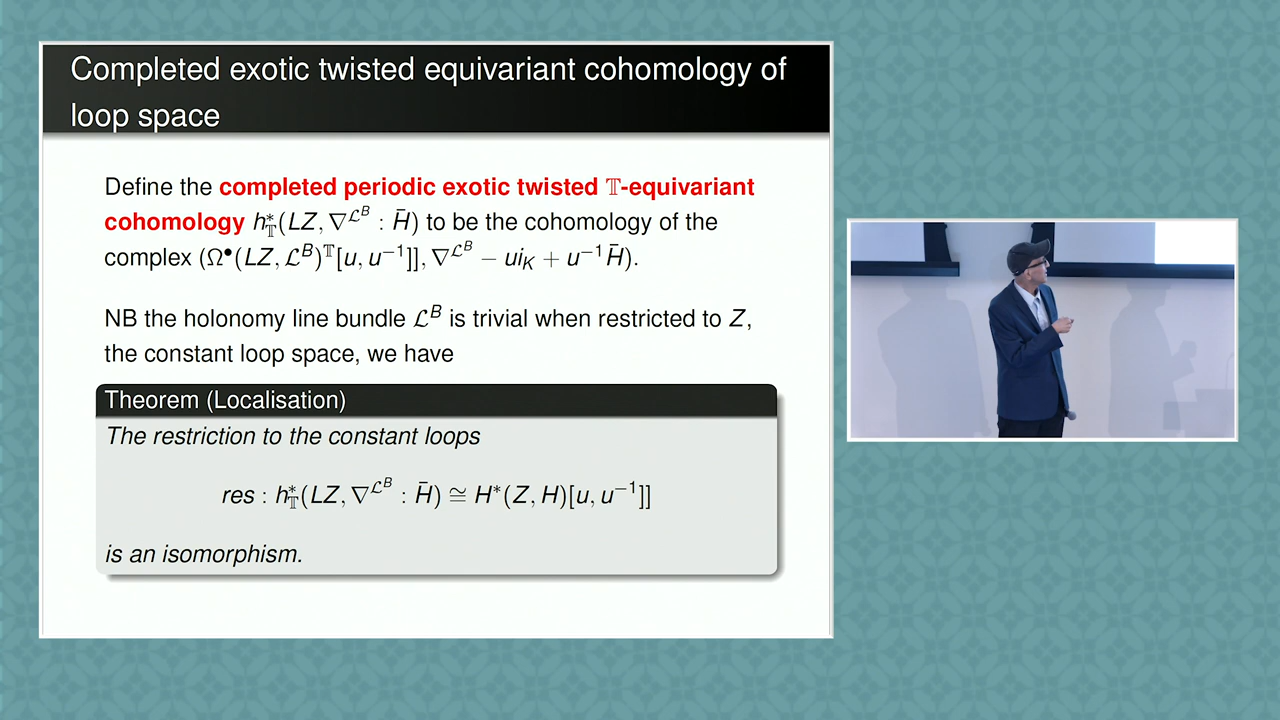 Completed exotic twisted equivariant cohomology of
loop space
Define the completed periodic exotic twisted 𝕋-equivariant
cohomology h*_𝕋(LZ, ∇^{ℒ^B} : H̄) to be the cohomology of the
complex (Ω^•(LZ, ℒ^B)^𝕋[u, u^{-1}]], ∇^{ℒ^B} − ui_K + u^{-1}H̄).
NB the holonomy line bundle ℒ^B is trivial when restricted to Z,
the constant loop space, we have
Theorem (Localisation)
The restriction to the constant loops
res : h*_𝕋(LZ, ∇^{ℒ^B} : H̄) ≅ H*(Z, H)[u, u^{-1}]]
is an isomorphism.